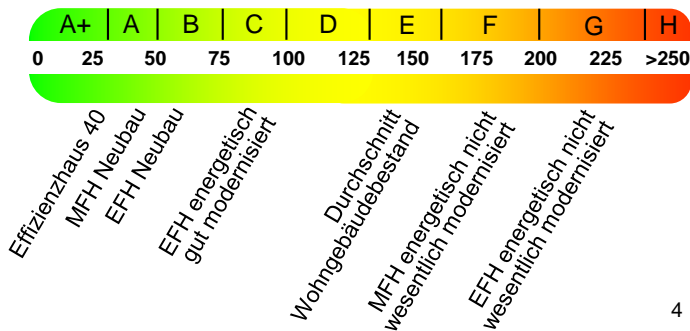 A+ A B C D E F G H
0 25 50 75 100 125 150 175 200 225 >250
Effizienzhaus 40
MFH Neubau
EFH Neubau
EFH energetisch
gut modernisiert
Durchschnitt
Wohngebäudebestand
MFH energetisch nicht
wesentlich modernisiert
EFH energetisch nicht
wesentlich modernisiert
4